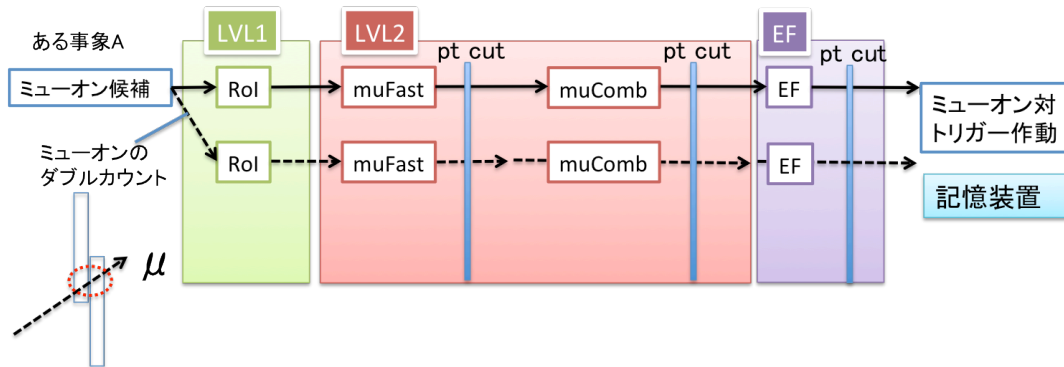 ある事象A
LVL1
LVL2
EF
pt cut
pt cut
pt cut
ミューオン候補
RoI
muFast
muComb
EF
ミューオン対
トリガー作動
ミューオンの
ダブルカウント
RoI
muFast
muComb
EF
記憶装置
μ